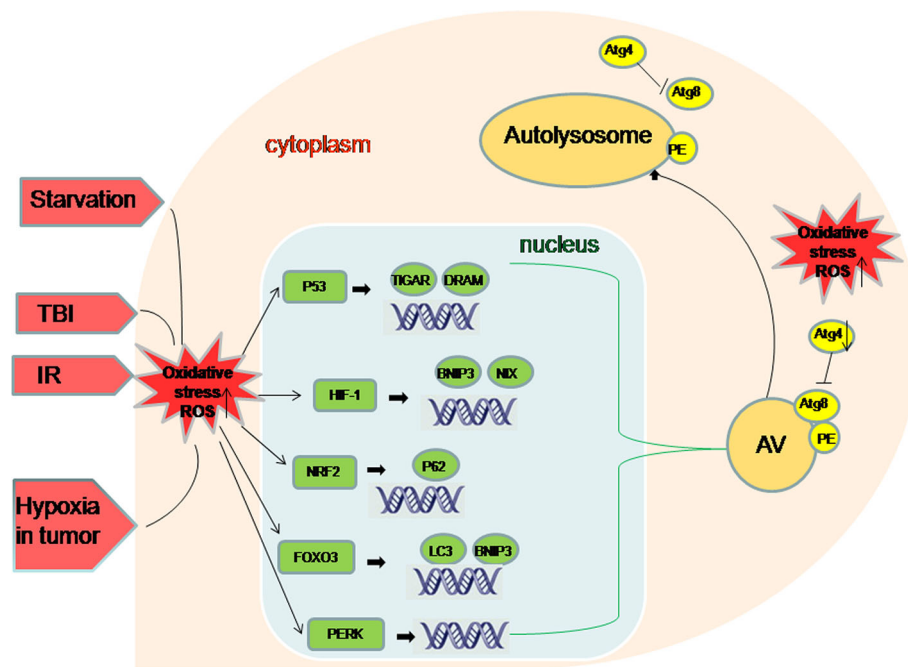 Atg4
Atg8
Autolysosome
PE
cytoplasm
Starvation
nucleus
Oxidative
stress
ROS
P53
TIGAR
DRAM
TBI
Atg4
IR
Oxidative
stress
ROS
HIF-1
BNIP3
NIX
Atg8
PE
AV
NRF2
P62
Hypoxia
in tumor
FOXO3
LC3
BNIP3
PERK